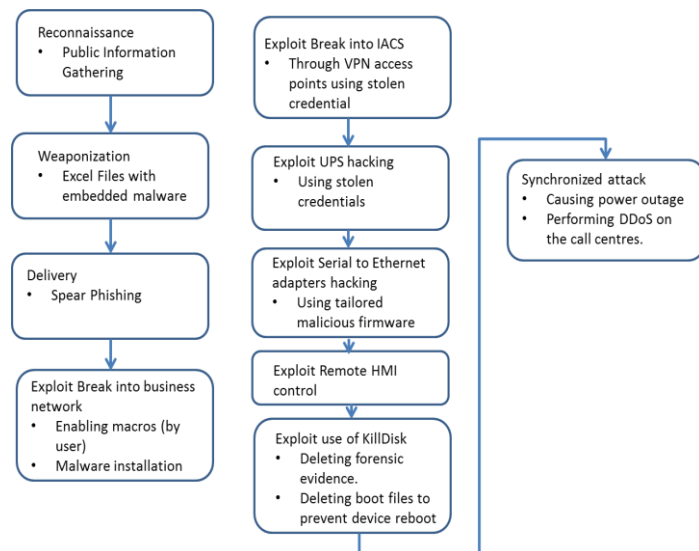 Reconnaissance
• Public Information
Gathering
Weaponization
• Excel Files with
embedded malware
Delivery
• Spear Phishing
Exploit Break into business
network
• Enabling macros (by
user)
• Malware installation
Exploit Break into IACS
• Through VPN access
points using stolen
credential
Exploit UPS hacking
• Using stolen
credentials
Exploit Serial to Ethernet
adapters hacking
• Using tailored
malicious firmware
Exploit Remote HMI
control
Exploit use of KillDisk
• Deleting forensic
evidence.
• Deleting boot files to
prevent device reboot
Synchronized attack
• Causing power outage
• Performing DDoS on
the call centres.